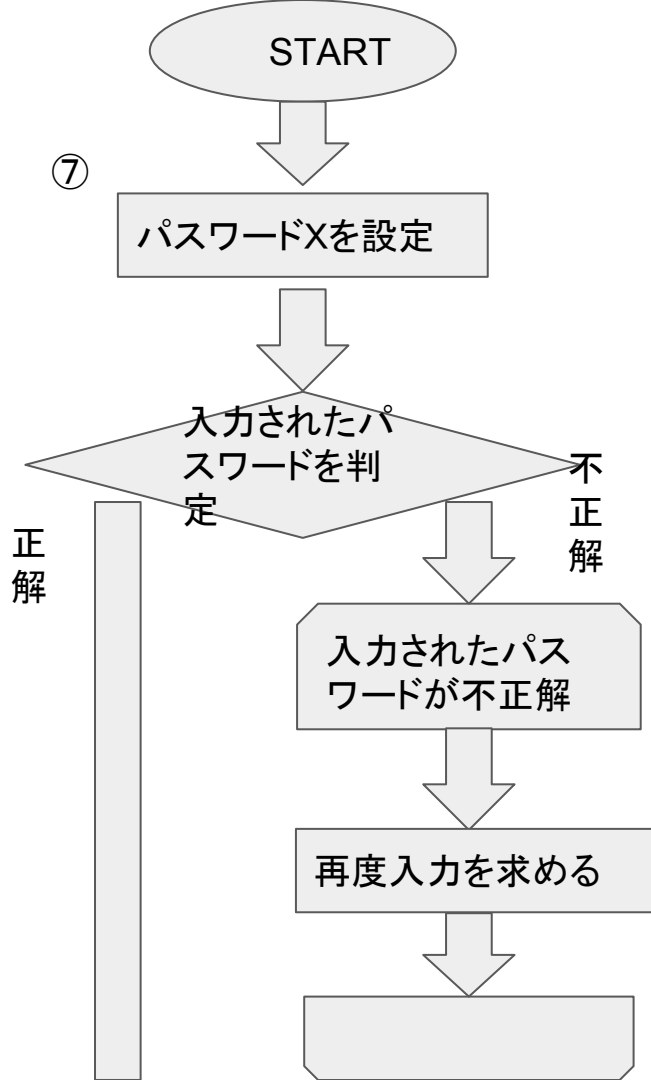 START
⑦
パスワードXを設定
入力されたパ
スワードを判
定
不
正
解
正
解
入力されたパス
ワードが不正解
再度入力を求める